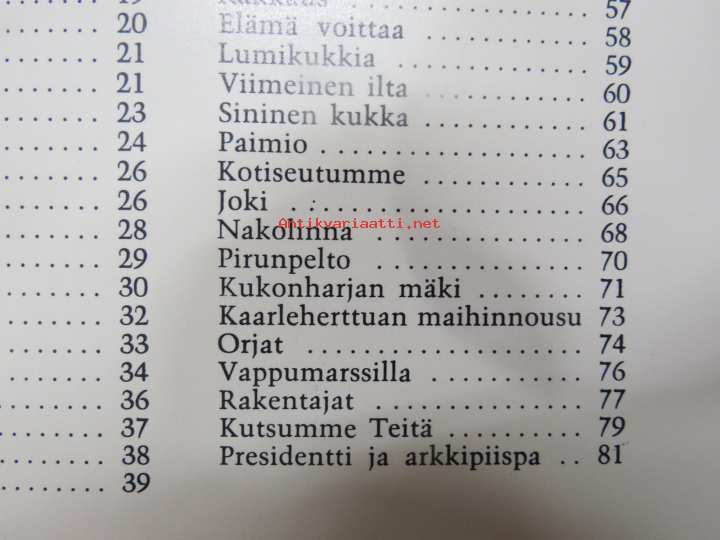 19
20
21
21
23
24
26
26
28
29
30
32
33
34
36
37
38
39
Rakkaus 57
Elämä voittaa 58
Lumikukkia 59
Viimeinen ilta 60
Sininen kukka 61
Paimio 63
Kotiseutumme 65
Joki 66
Antikvariaatti.net
Nakolinna 68
Pirunpelto 70
Kukonharjan mäki 71
Kaarleherttuan maihinnousu 73
Orjat 74
Vappumarssilla 76
Rakentajat 77
Kutsumme Teitä 79
Presidentti ja arkkipiispa .. 81